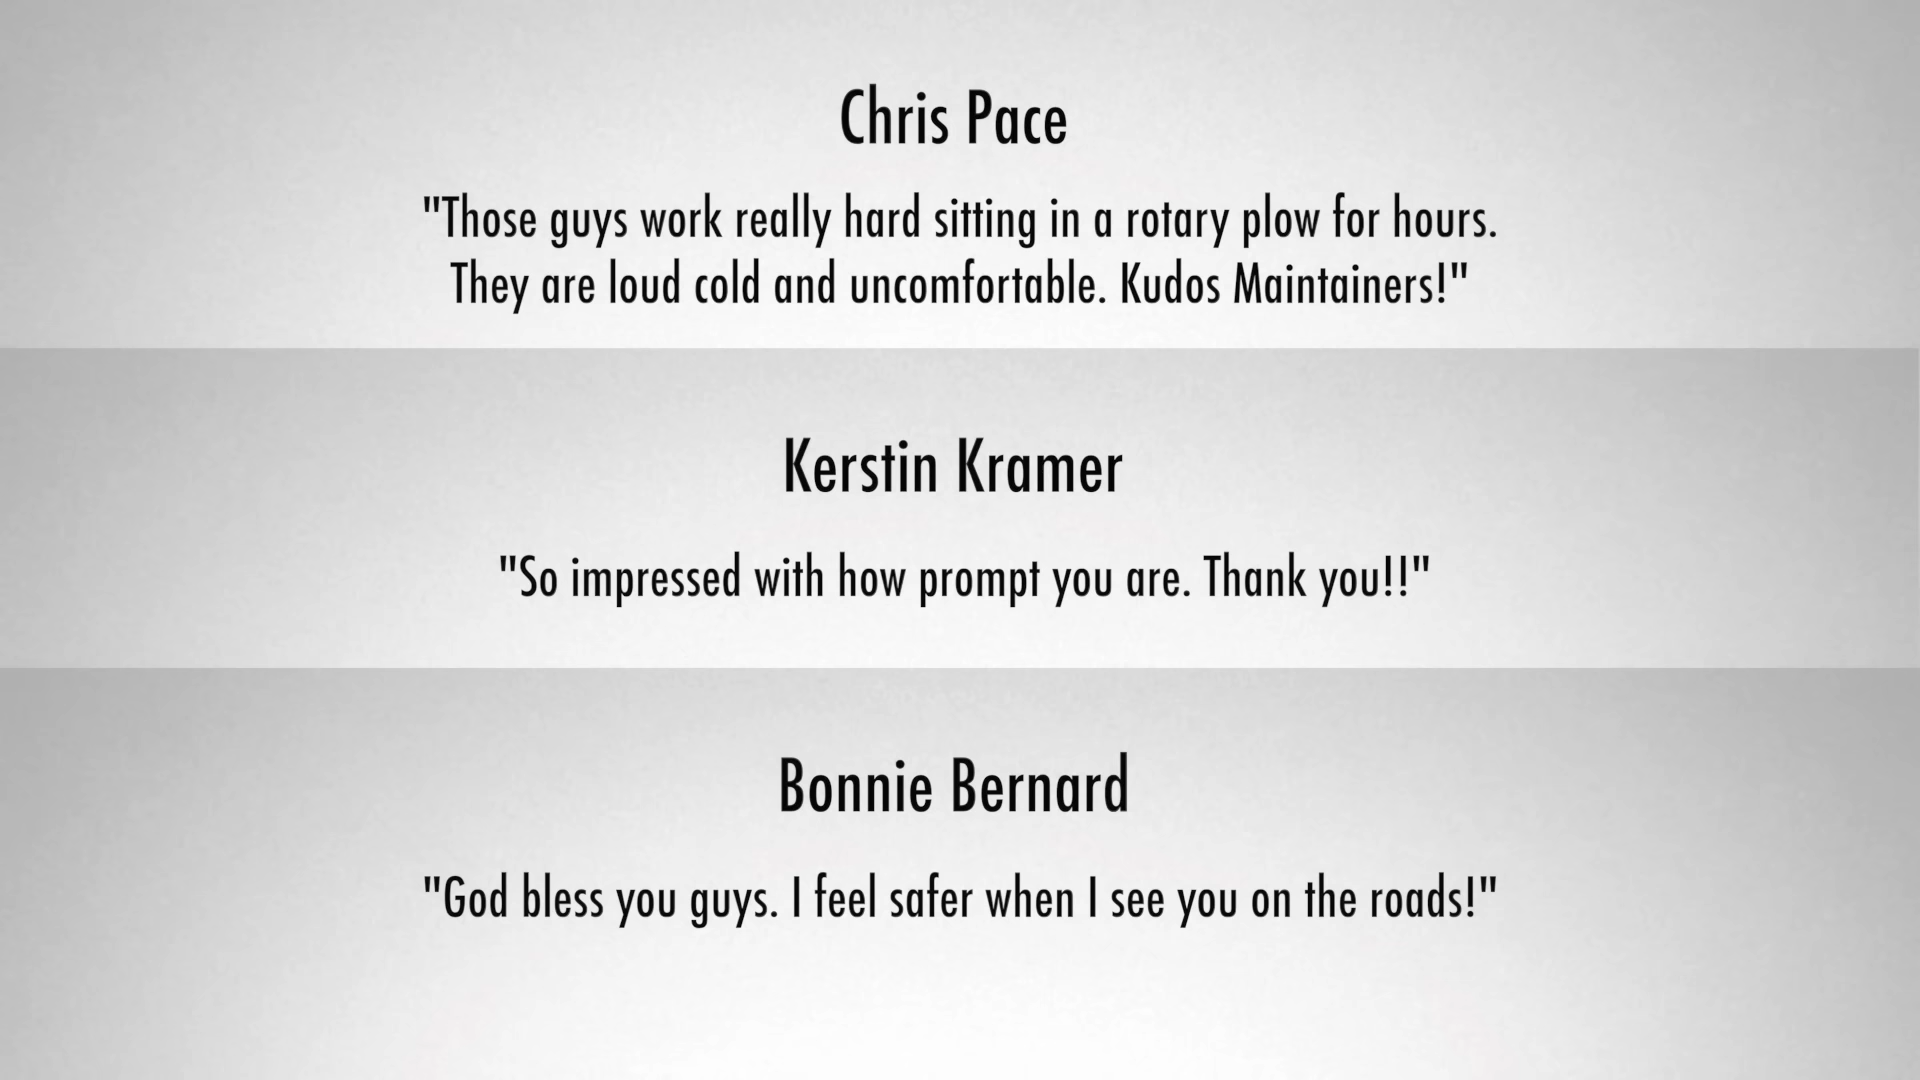 Chris Pace
"Those guys work really hard sitting in a rotary plow for hours.
They are loud cold and uncomfortable. Kudos Maintainers!"
Kerstin Kramer
"So impressed with how prompt you are. Thank you!!"
Bonnie Bernard
"God bless you guys. I feel safer when I see you on the roads!"